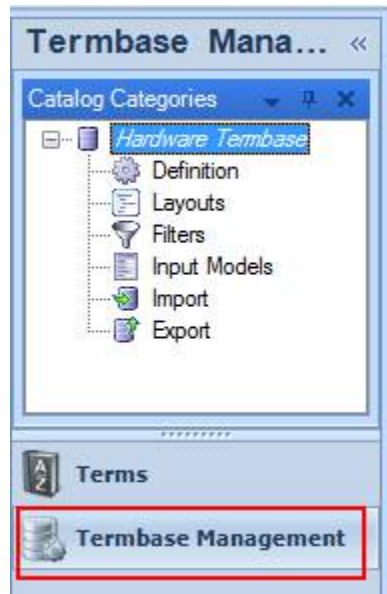 Termbase Mana... «
Catalog Categories
Hardware Termbase
Definition
Layouts
Filters
Input Models
Import
Export
Terms
Termbase Management